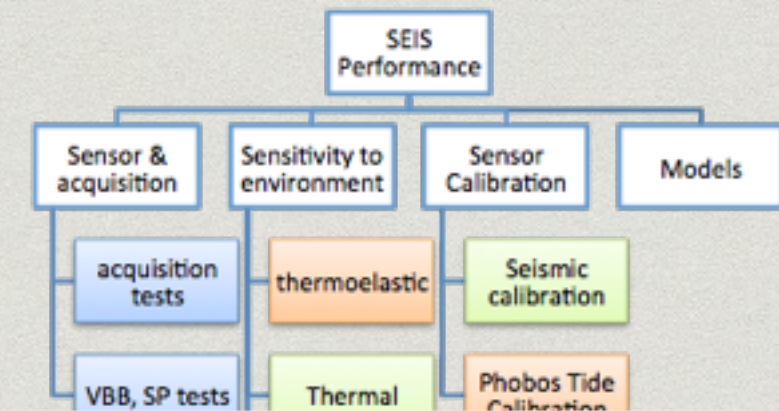 SEIS
Performance
Sensor &
acquisition
Sensitivity to
environment
Sensor
Calibration
Models
acquisition
tests
thermoelastic
Seismic
calibration
VBB, SP tests
Thermal
Phobos Tide
Calibration